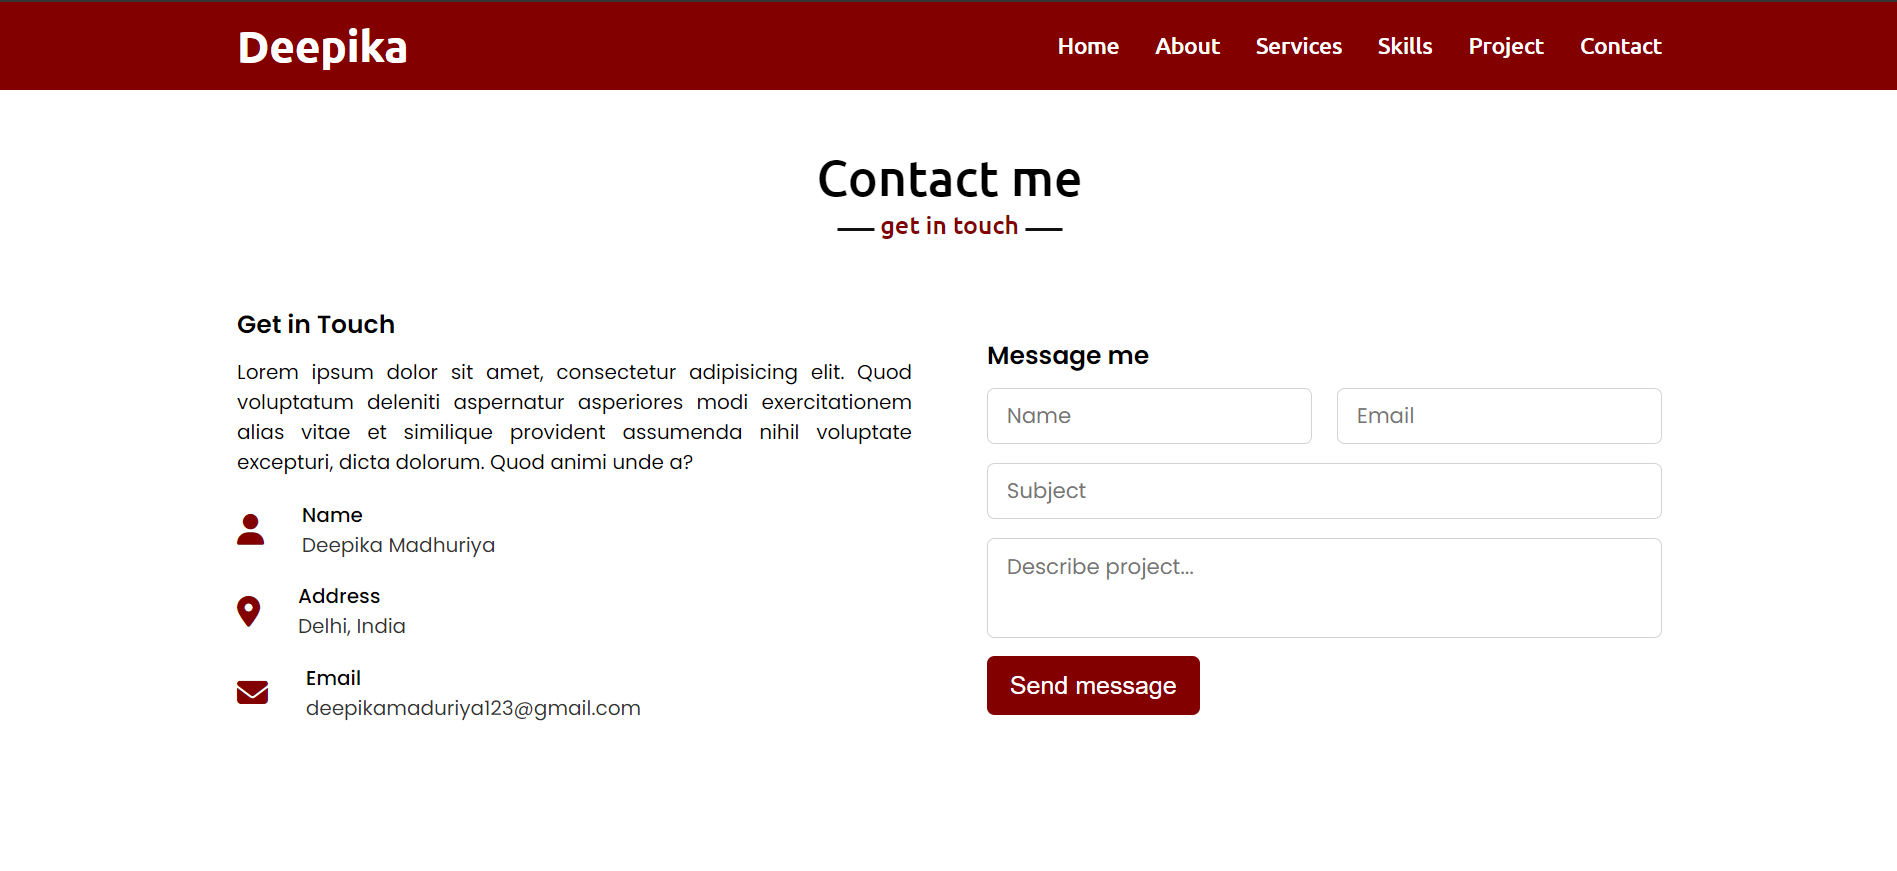 Deepika
Home About Services Skills Project Contact
Contact me
get in touch
Get in Touch
Lorem ipsum dolor sit amet, consectetur adipisicing elit. Quod
voluptatum deleniti aspernatur asperiores modi exercitationem
alias vitae et similique provident assumenda nihil voluptate
excepturi, dicta dolorum. Quod animi unde a?
Name
Deepika Madhuriya
Address
Delhi, India
Email
deepikamaduriya123@gmail.com
Message me
Name Email
Subject
Describe project...
Send message